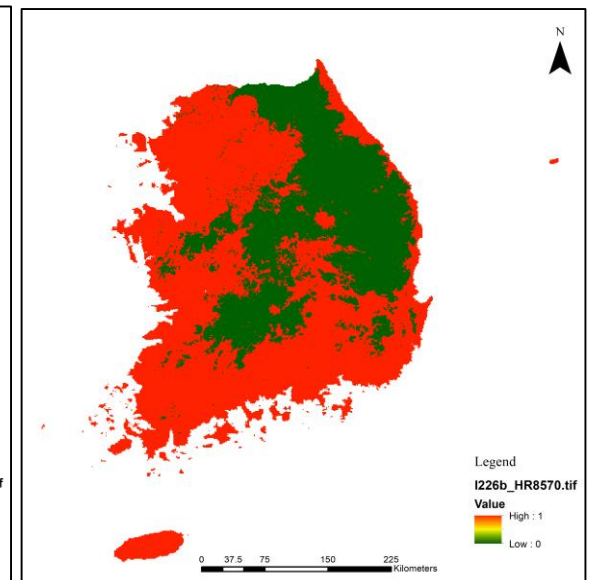 N
f
Legend
I226b_HR8570.tif
Value
High : 1
Low : 0
0 37.5 75 150 225
Kilometers